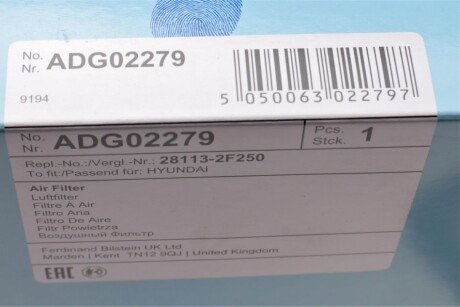 No.
Nr. ADG02279
9194
5 050063 022797
No.
Nr. ADG02279
Pcs.
Stck. 1
Repl.-No./Vergl.-Nr.: 28113-2F250
To fit:/Passend für: HYUNDAI
Air Filter
Luftfilter
Filtre À Air
Filtro Aria
Filtro De Aire
Filtr Powietrza
Воздушный Фильтр
Ferdinand Bilstein UK Ltd
Marden | Kent TN12 9QJ | United Kingdom
EAC